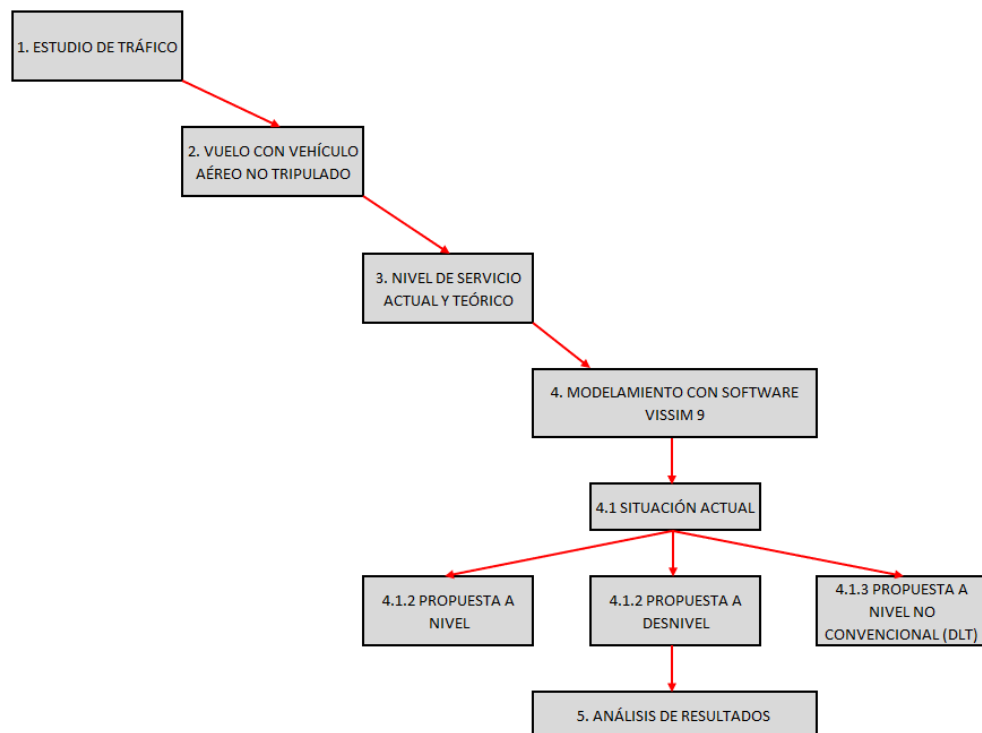 1. ESTUDIO DE TRÁFICO
2. VUELO CON VEHÍCULO
AÉREO NO TRIPULADO
3. NIVEL DE SERVICIO
ACTUAL Y TEÓRICO
4. MODELAMIENTO CON SOFTWARE
VISSIM 9
4.1 SITUACIÓN ACTUAL
4.1.2 PROPUESTA A
NIVEL
4.1.2 PROPUESTA A
DESNIVEL
4.1.3 PROPUESTA A
NIVEL NO
CONVENCIONAL (DLT)
5. ANÁLISIS DE RESULTADOS